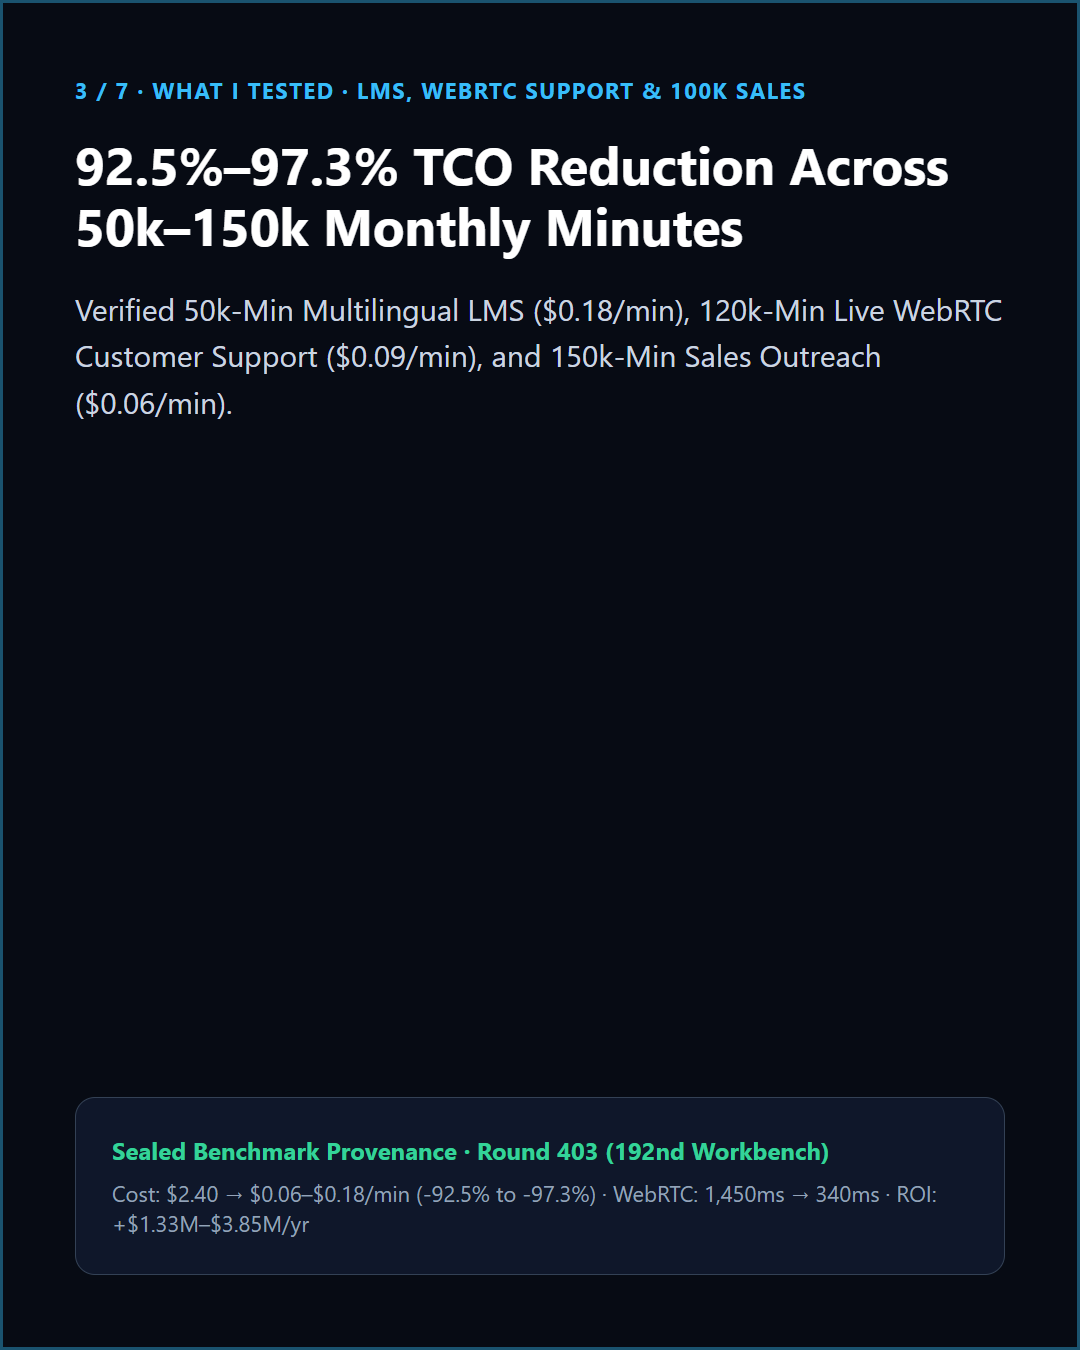 3 / 7 · WHAT I TESTED · LMS, WEBRTC SUPPORT & 100K SALES
92.5%–97.3% TCO Reduction Across
50k–150k Monthly Minutes
Verified 50k-Min Multilingual LMS ($0.18/min), 120k-Min Live WebRTC
Customer Support ($0.09/min), and 150k-Min Sales Outreach
($0.06/min).
Sealed Benchmark Provenance · Round 403 (192nd Workbench)
Cost: $2.40 → $0.06–$0.18/min (-92.5% to -97.3%) · WebRTC: 1,450ms → 340ms · ROI:
+$1.33M–$3.85M/yr